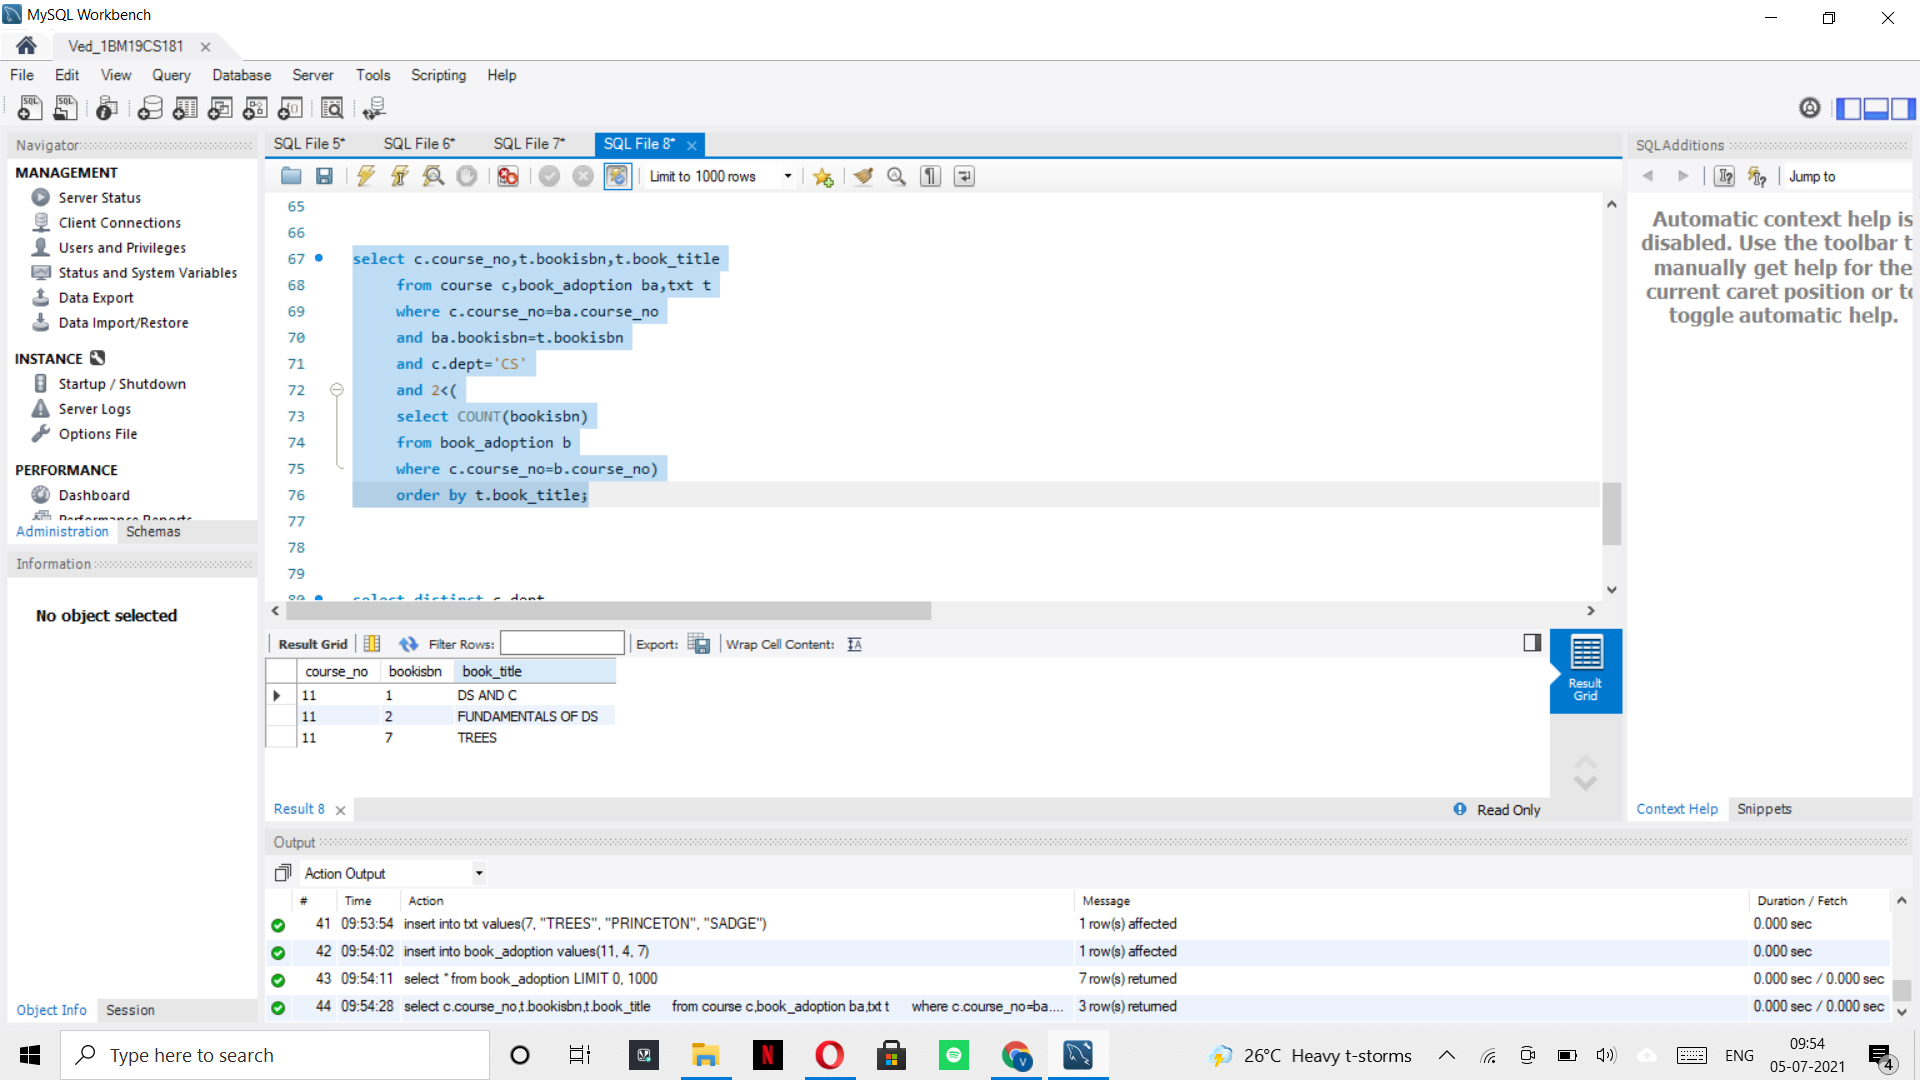 MySQL Workbench
Ved_1BM19CS181
File Edit View Query Database Server Tools Scripting Help
Navigator
MANAGEMENT
Server Status
Client Connections
Users and Privileges
Status and System Variables
Data Export
Data Import/Restore
INSTANCE
Startup / Shutdown
Server Logs
Options File
PERFORMANCE
Dashboard
Performance Reports
Administration Schemas
Information
No object selected
Object Info Session
SQL File 5* SQL File 6* SQL File 7* SQL File 8*
Limit to 1000 rows
65
66
67 select c.course_no,t.bookisbn,t.book_title
68 from course c,book_adoption ba,txt t
69 where c.course_no=ba.course_no
70 and ba.bookisbn=t.bookisbn
71 and c.dept='CS'
72 and 2<(
73 select COUNT(bookisbn)
74 from book_adoption b
75 where c.course_no=b.course_no)
76 order by t.book_title;
77
78
79
80 select distinct c.dept
Result Grid Filter Rows: Export: Wrap Cell Content:
course_no bookisbn book_title
11 1 DS AND C
11 2 FUNDAMENTALS OF DS
11 7 TREES
Result Grid
Result 8 Read Only
SQLAdditions
Jump to
Automatic context help is
disabled. Use the toolbar t
manually get help for the
current caret position or to
toggle automatic help.
Context Help Snippets
Output
Action Output
# Time Action Message Duration / Fetch
41 09:53:54 insert into txt values(7, "TREES", "PRINCETON", "SADGE") 1 row(s) affected 0.000 sec
42 09:54:02 insert into book_adoption values(11, 4, 7) 1 row(s) affected 0.000 sec
43 09:54:11 select * from book_adoption LIMIT 0, 1000 7 row(s) returned 0.000 sec / 0.000 sec
44 09:54:28 select c.course_no,t.bookisbn,t.book_title from course c,book_adoption ba,txt t where c.course_no=ba.... 3 row(s) returned 0.000 sec / 0.000 sec
Type here to search
26°C Heavy t-storms
ENG
09:54
05-07-2021
4